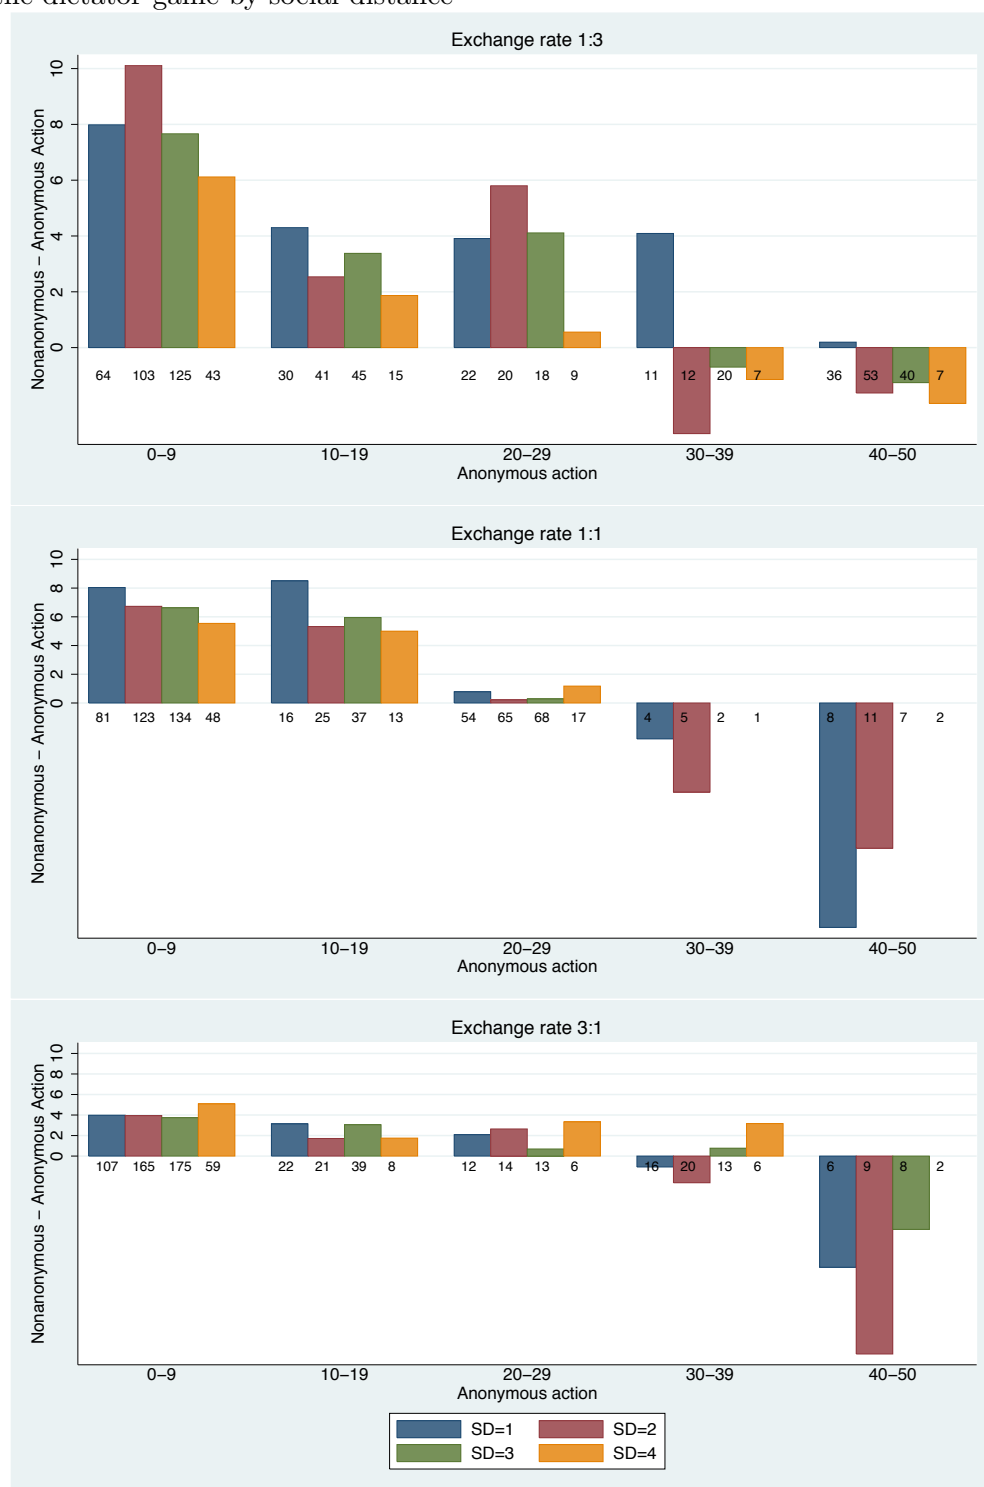 the dictator game by social distance
Exchange rate 1:3
Nonanonymous − Anonymous Action
10
8
6
4
2
0
64 103 125 43 30 41 45 15 22 20 18 9 11 12 20 7 36 53 40 7
0−9 10−19 20−29 30−39 40−50
Anonymous action
Exchange rate 1:1
Nonanonymous − Anonymous Action
10
8
6
4
2
0
81 123 134 48 16 25 37 13 54 65 68 17 4 5 2 1 8 11 7 2
0−9 10−19 20−29 30−39 40−50
Anonymous action
Exchange rate 3:1
Nonanonymous − Anonymous Action
10
8
6
4
2
0
107 165 175 59 22 21 39 8 12 14 13 6 16 20 13 6 6 9 8 2
0−9 10−19 20−29 30−39 40−50
Anonymous action
SD=1 SD=2
SD=3 SD=4